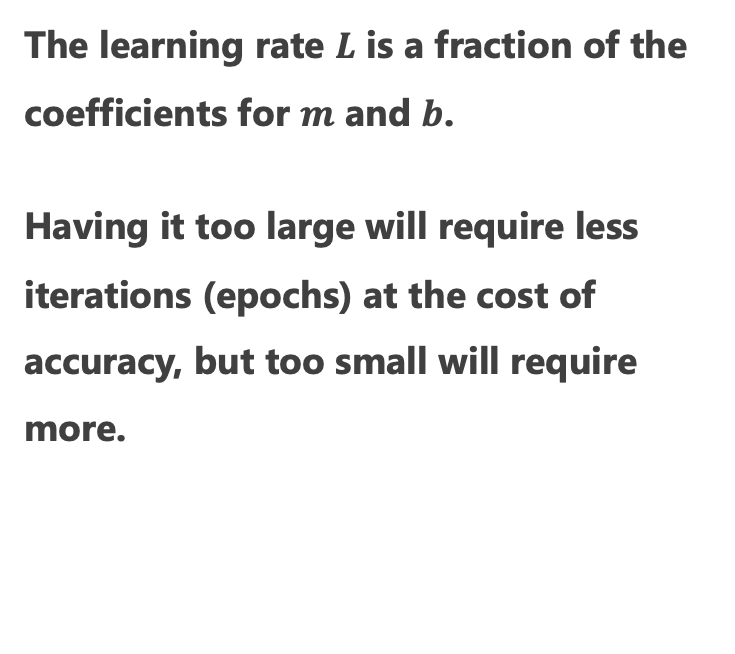 The learning rate L is a fraction of the
coefficients for m and b.
Having it too large will require less
iterations (epochs) at the cost of
accuracy, but too small will require
more.